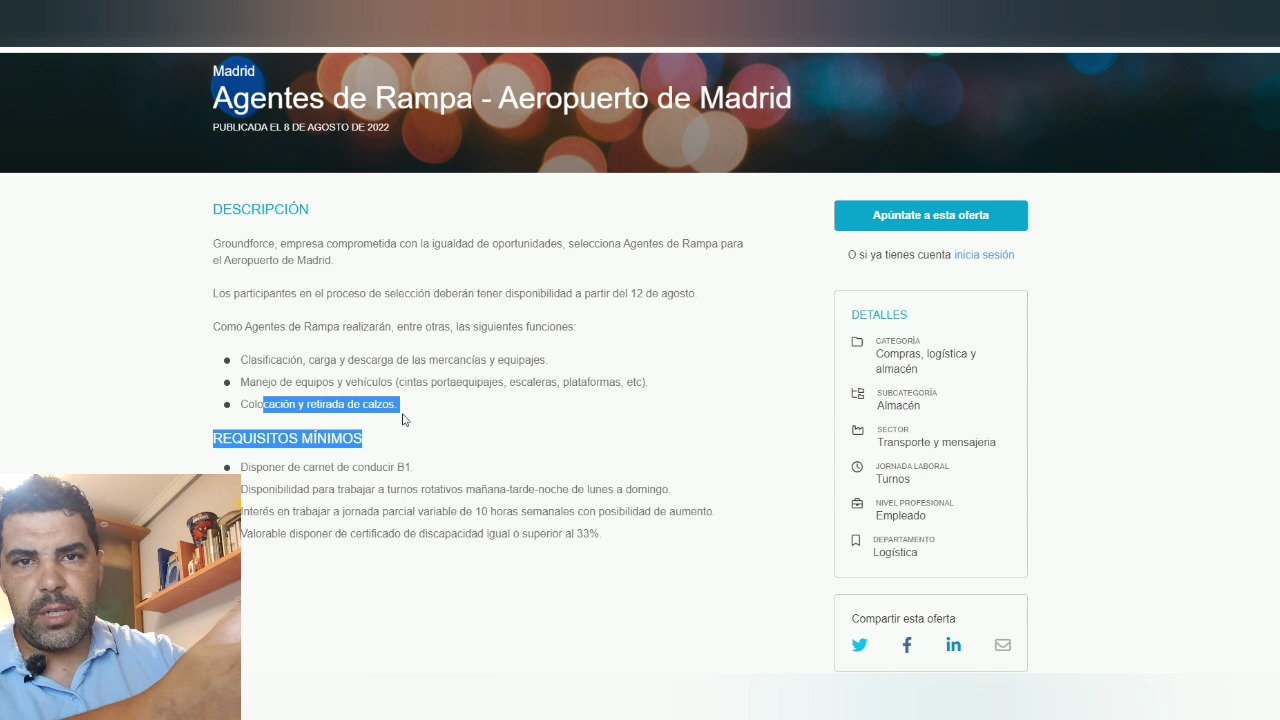 Madrid
Agentes de Rampa - Aeropuerto de Madrid
PUBLICADA EL 8 DE AGOSTO DE 2022
DESCRIPCIÓN
Groundforce, empresa comprometida con la igualdad de oportunidades, selecciona Agentes de Rampa para
el Aeropuerto de Madrid.
Los participantes en el proceso de selección deberán tener disponibilidad a partir del 12 de agosto.
Como Agentes de Rampa realizarán, entre otras, las siguientes funciones:
Clasificación, carga y descarga de las mercancías y equipajes.
Manejo de equipos y vehículos (cintas portaequipajes, escaleras, plataformas, etc).
Colocación y retirada de calzos.
REQUISITOS MÍNIMOS
Disponer de carnet de conducir B1.
Disponibilidad para trabajar a turnos rotativos mañana-tarde-noche de lunes a domingo.
Interés en trabajar a jornada parcial variable de 10 horas semanales con posibilidad de aumento.
Valorable disponer de certificado de discapacidad igual o superior al 33%.
Apúntate a esta oferta
O si ya tienes cuenta inicia sesión
DETALLES
CATEGORÍA
Compras, logística y
almacén
SUBCATEGORÍA
Almacén
SECTOR
Transporte y mensajeria
JORNADA LABORAL
Turnos
NIVEL PROFESIONAL
Empleado
DEPARTAMENTO
Logística
Compartir esta oferta